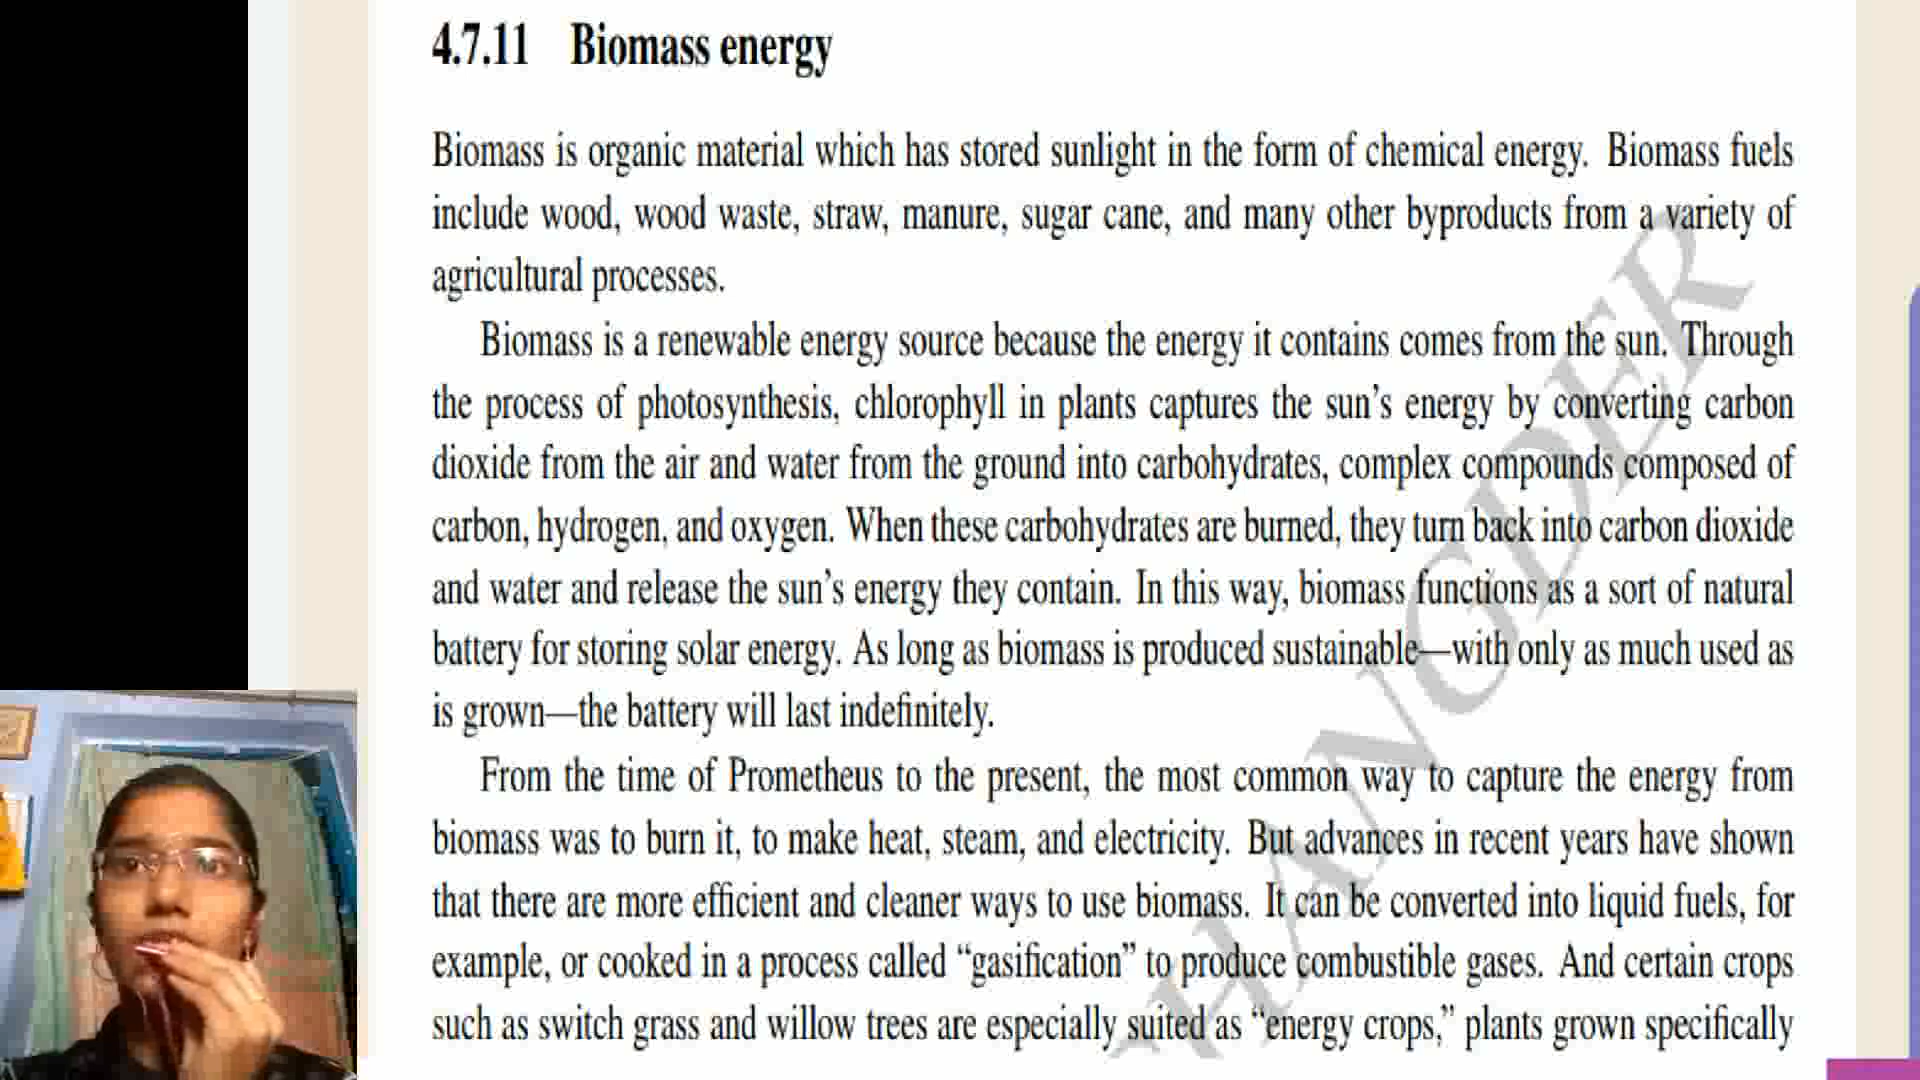 4.7.11 Biomass energy
Biomass is organic material which has stored sunlight in the form of chemical energy. Biomass fuels
include wood, wood waste, straw, manure, sugar cane, and many other byproducts from a variety of
agricultural processes.
Biomass is a renewable energy source because the energy it contains comes from the sun. Through
the process of photosynthesis, chlorophyll in plants captures the sun's energy by converting carbon
dioxide from the air and water from the ground into carbohydrates, complex compounds composed of
carbon, hydrogen, and oxygen. When these carbohydrates are burned, they turn back into carbon dioxide
and water and release the sun's energy they contain. In this way, biomass functions as a sort of natural
battery for storing solar energy. As long as biomass is produced sustainable—with only as much used as
is grown—the battery will last indefinitely.
From the time of Prometheus to the present, the most common way to capture the energy from
biomass was to burn it, to make heat, steam, and electricity. But advances in recent years have shown
that there are more efficient and cleaner ways to use biomass. It can be converted into liquid fuels, for
example, or cooked in a process called “gasification” to produce combustible gases. And certain crops
such as switch grass and willow trees are especially suited as “energy crops,” plants grown specifically
HANGDER